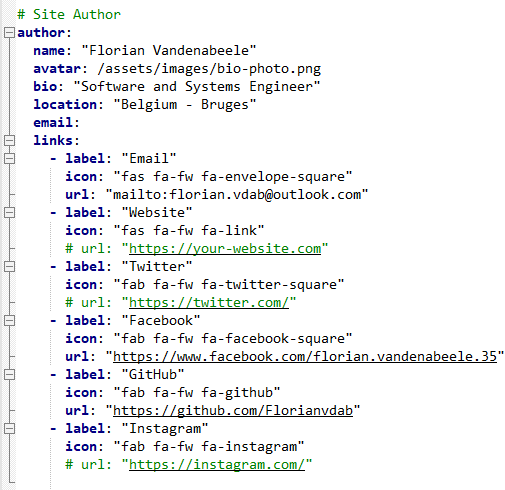 # Site Author
author:
  name: "Florian Vandenabeele"
  avatar: /assets/images/bio-photo.png
  bio: "Software and Systems Engineer"
  location: "Belgium - Bruges"
  email:
  links:
    - label: "Email"
      icon: "fas fa-fw fa-envelope-square"
      url: "mailto:florian.vdab@outlook.com"
    - label: "Website"
      icon: "fas fa-fw fa-link"
      # url: "https://your-website.com"
    - label: "Twitter"
      icon: "fab fa-fw fa-twitter-square"
      # url: "https://twitter.com/"
    - label: "Facebook"
      icon: "fab fa-fw fa-facebook-square"
      url: "https://www.facebook.com/florian.vandenabeele.35"
    - label: "GitHub"
      icon: "fab fa-fw fa-github"
      url: "https://github.com/Florianvdab"
    - label: "Instagram"
      icon: "fab fa-fw fa-instagram"
      # url: "https://instagram.com/"